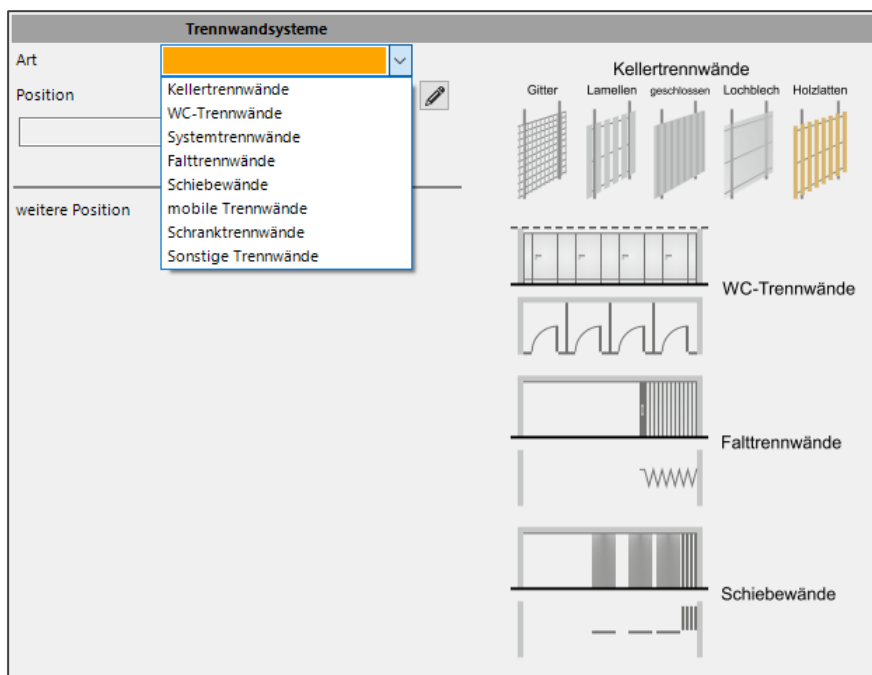 Trennwandsysteme
Art
Position
Kellertrennwände
WC-Trennwände
Systemtrennwände
Falttrennwände
Schiebewände
mobile Trennwände
Schranktrennwände
Sonstige Trennwände
weitere Position
Kellertrennwände
Gitter Lamellen geschlossen Lochblech Holzlatten
WC-Trennwände
Falttrennwände
Schiebewände